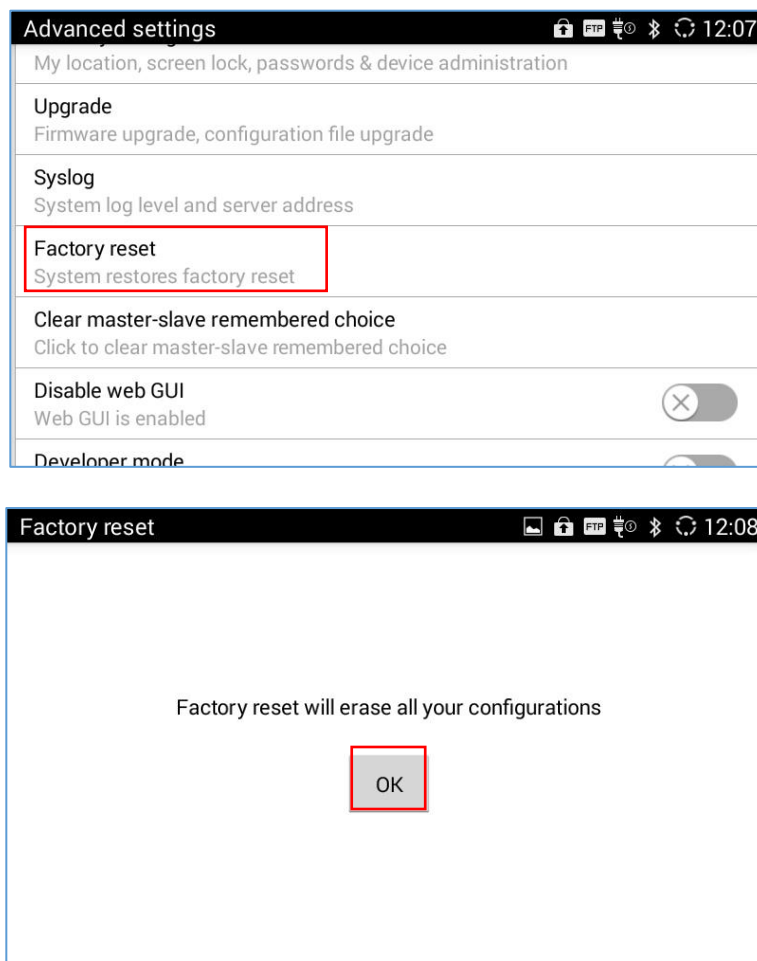 Advanced settings FTP 12:07
My location, screen lock, passwords & device administration
Upgrade
Firmware upgrade, configuration file upgrade
Syslog
System log level and server address
Factory reset
System restores factory reset
Clear master-slave remembered choice
Click to clear master-slave remembered choice
Disable web GUI
Web GUI is enabled
Developer mode
Factory reset FTP 12:08
Factory reset will erase all your configurations
OK